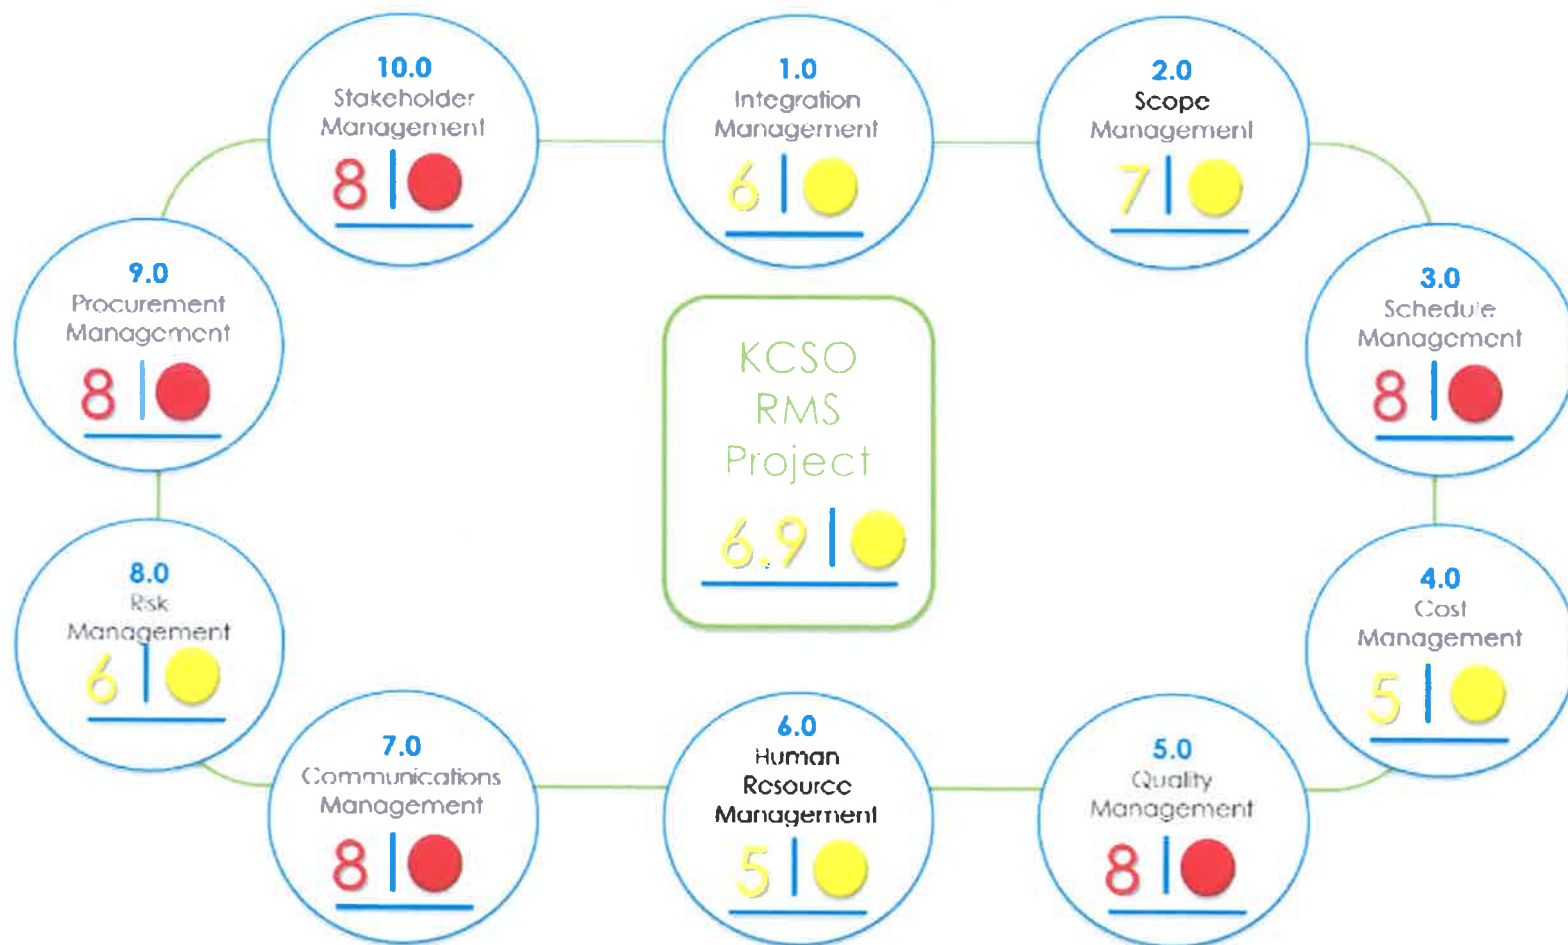 10.0
Stakeholder
Management
8
1.0
Integration
Management
6
2.0
Scope
Management
7
3.0
Schedule
Management
8
4.0
Cost
Management
5
5.0
Quality
Management
8
6.0
Human
Resource
Management
5
7.0
Communications
Management
8
8.0
Risk
Management
6
9.0
Procurement
Management
8
KCSO
RMS
Project
6.9